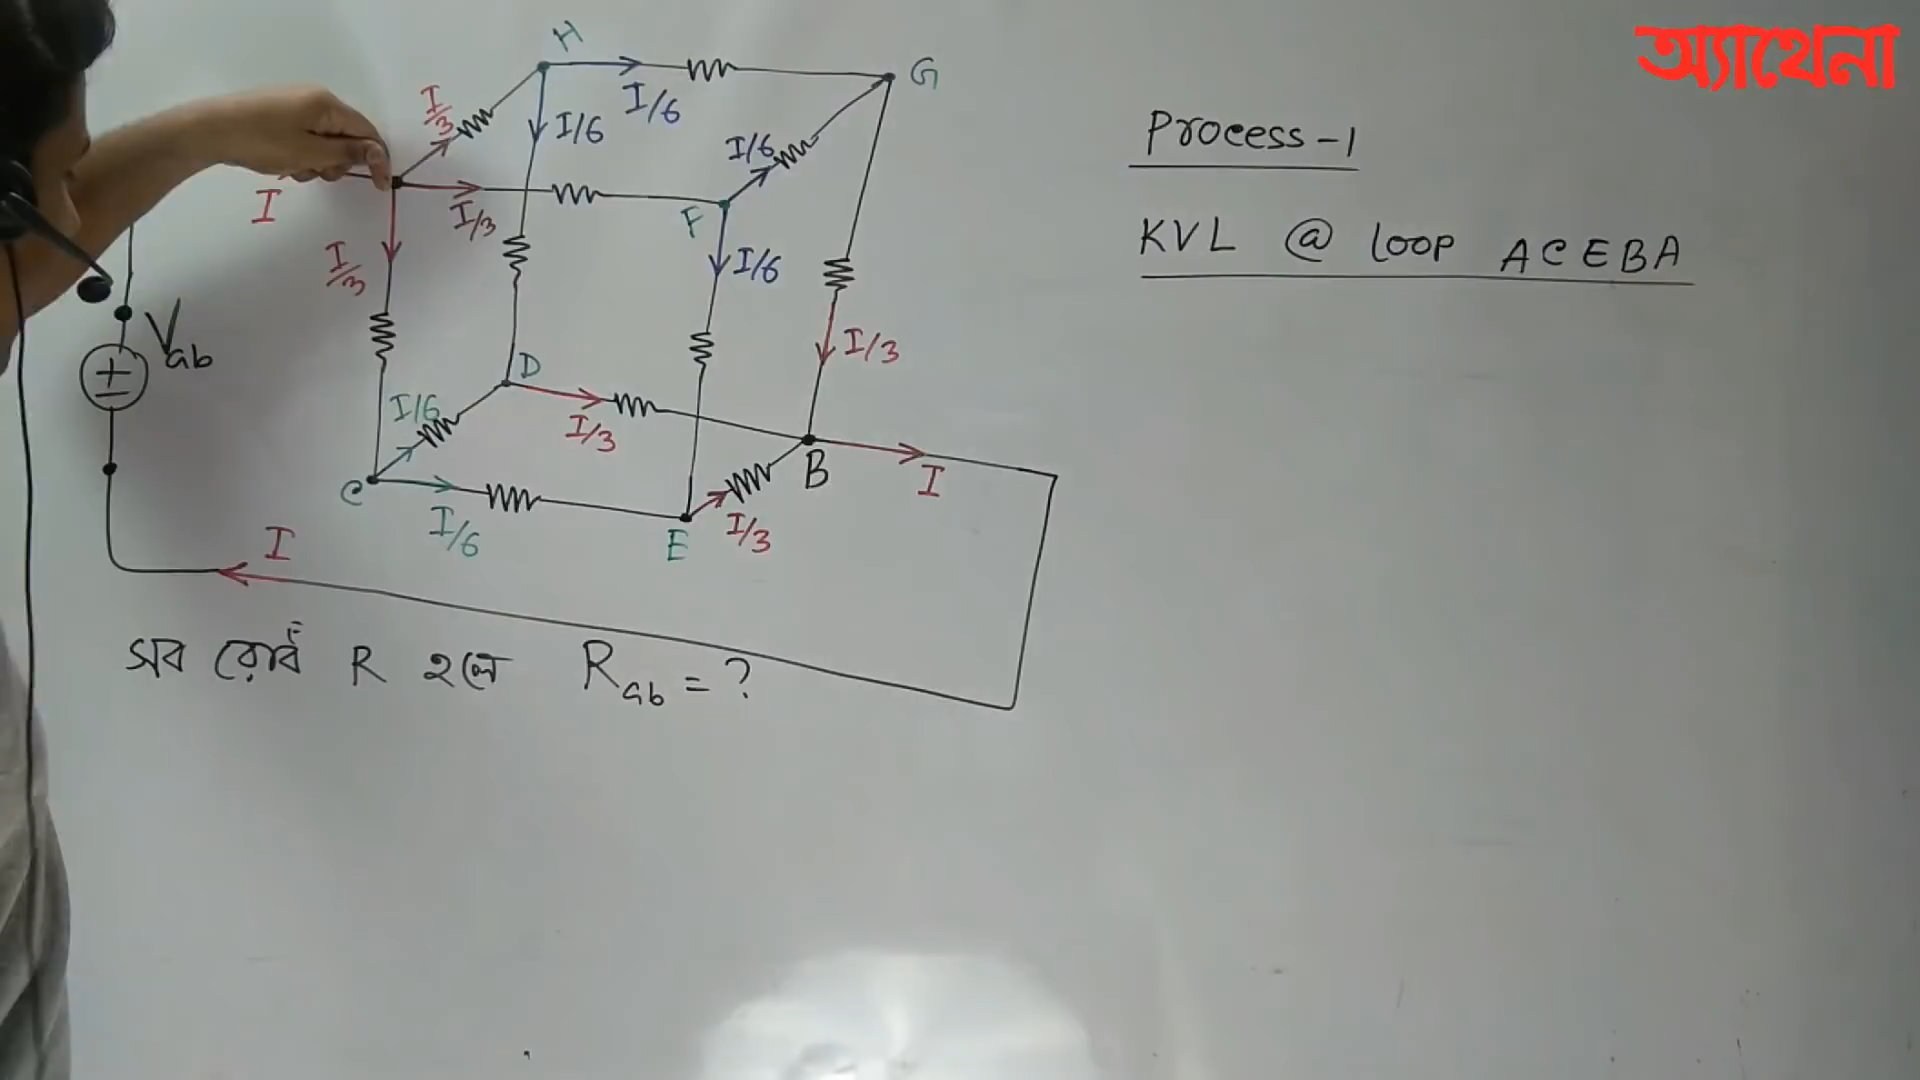 অ্যাথেনা
H
G
I/3
I/6
I/6
I/6
Process-1
I
I/3
F
I/6
KVL @ loop ACEBA
I/3
Vab
I/3
D
I/6
I/3
B
I
C
I/6
E
I/3
I
R হলে Rab = ?